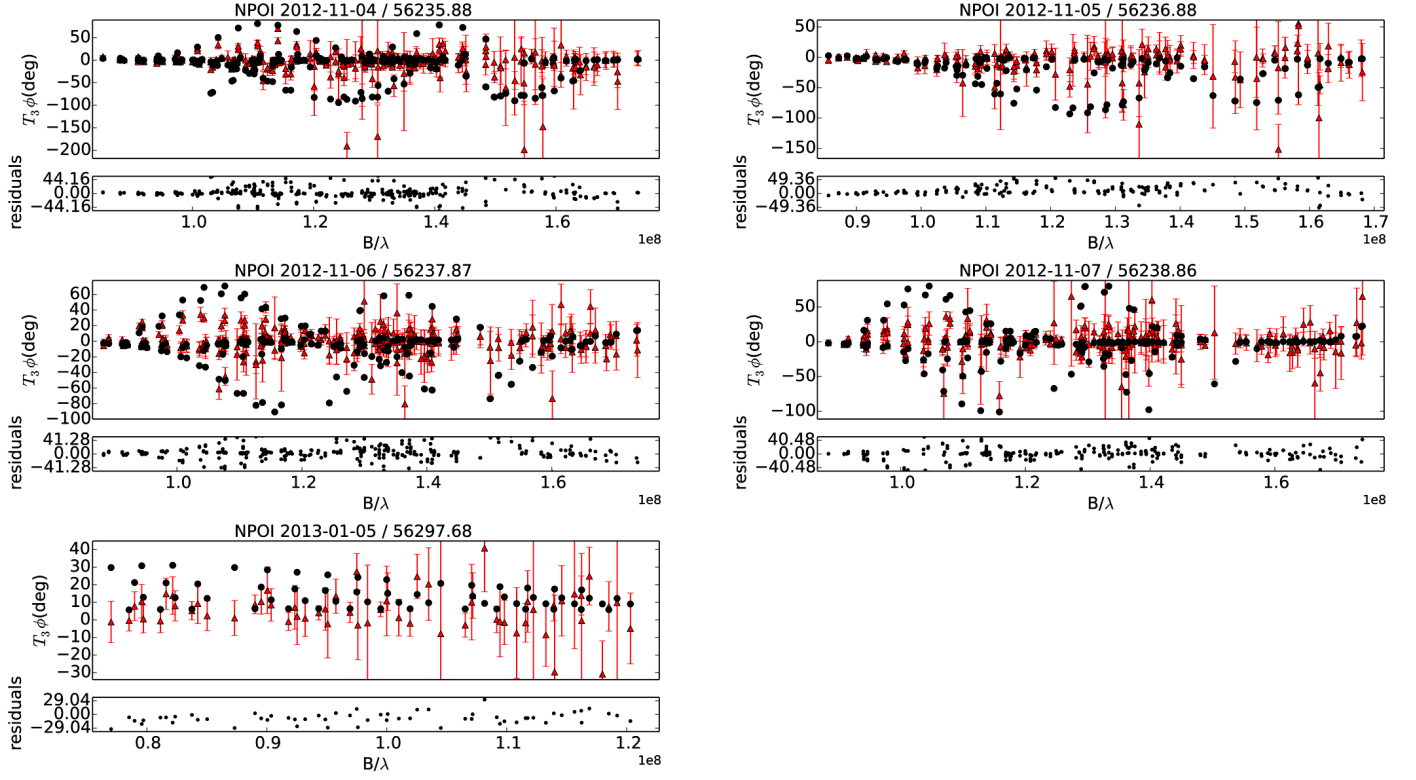 NPOI 2012-11-04 / 56235.88
T₃ϕ(deg)
50
0
−50
−100
−150
−200
residuals
44.16
0.00
−44.16
1.0 1.2 1.4 1.6
B/λ 1e8
NPOI 2012-11-05 / 56236.88
T₃ϕ(deg)
50
0
−50
−100
−150
residuals
49.36
0.00
−49.36
0.9 1.0 1.1 1.2 1.3 1.4 1.5 1.6 1.7
B/λ 1e8
NPOI 2012-11-06 / 56237.87
T₃ϕ(deg)
60
40
20
0
−20
−40
−60
−80
−100
residuals
41.28
0.00
−41.28
1.0 1.2 1.4 1.6
B/λ 1e8
NPOI 2012-11-07 / 56238.86
T₃ϕ(deg)
50
0
−50
−100
residuals
40.48
0.00
−40.48
1.0 1.2 1.4 1.6
B/λ 1e8
NPOI 2013-01-05 / 56297.68
T₃ϕ(deg)
40
30
20
10
0
−10
−20
−30
residuals
29.04
0.00
−29.04
0.8 0.9 1.0 1.1 1.2
B/λ 1e8